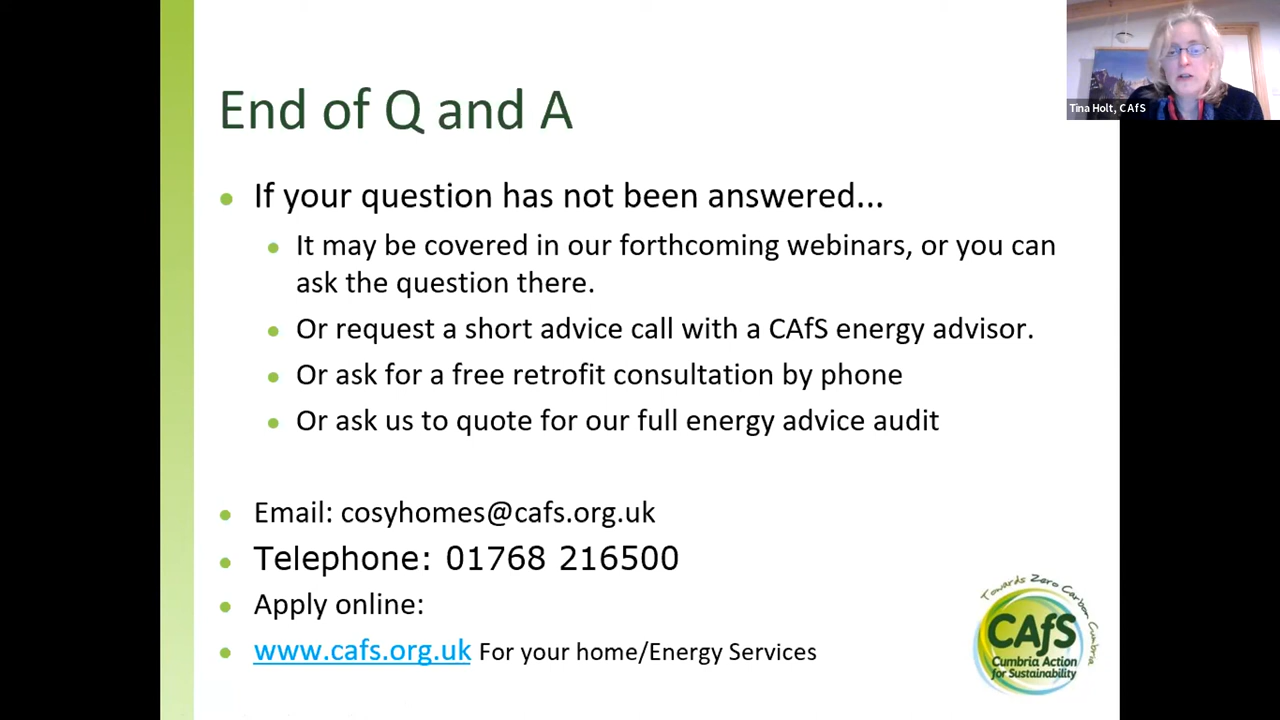 Tina Holt, CAfS
End of Q and A
If your question has not been answered...
It may be covered in our forthcoming webinars, or you can
ask the question there.
Or request a short advice call with a CAfS energy advisor.
Or ask for a free retrofit consultation by phone
Or ask us to quote for our full energy advice audit
Email: cosyhomes@cafs.org.uk
Telephone: 01768 216500
Apply online:
www.cafs.org.uk For your home/Energy Services
Towards Zero Carbon Cumbria
CAfS
Cumbria Action
for Sustainability